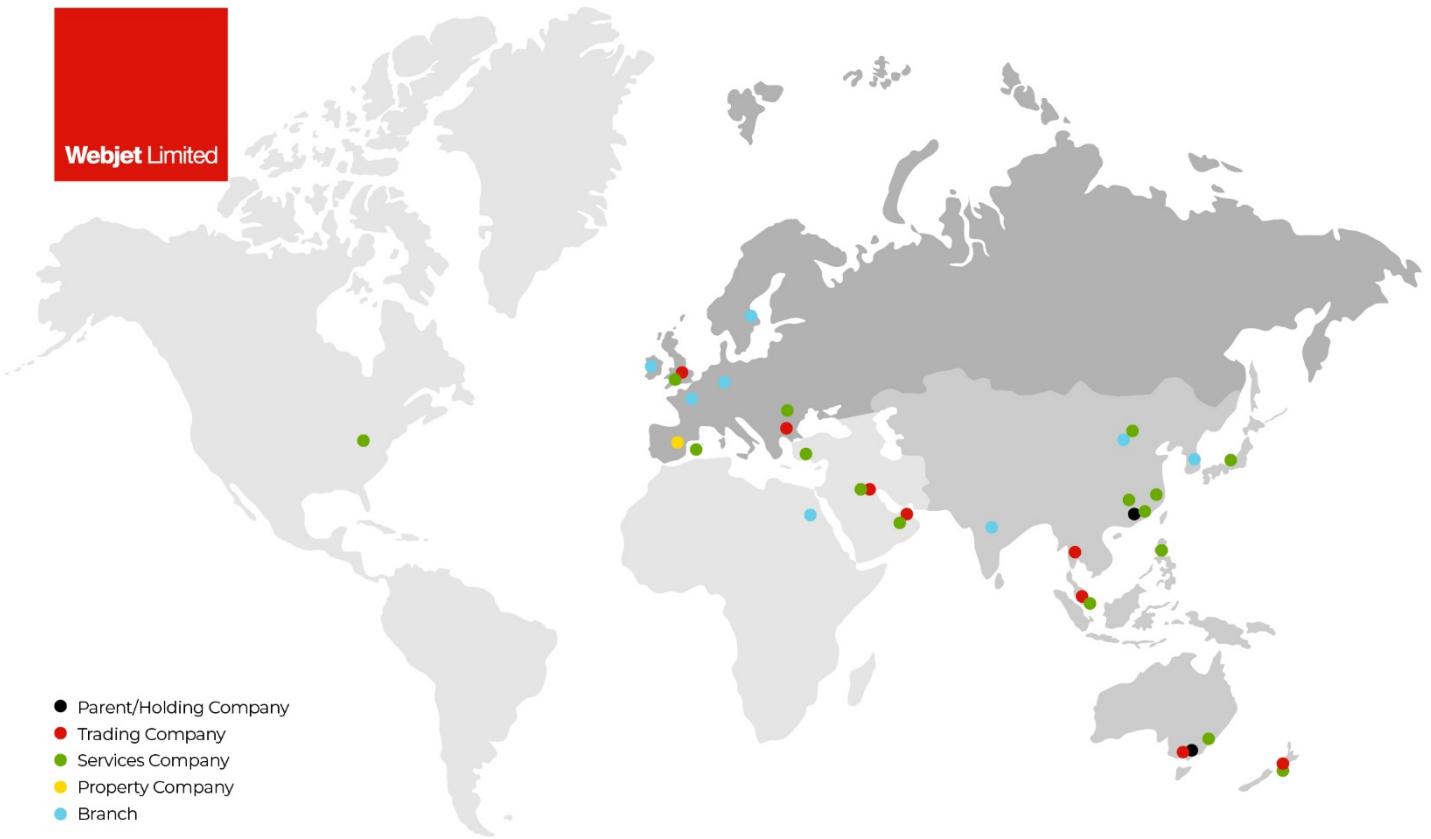 Webjet Limited
Parent/Holding Company
Trading Company
Services Company
Property Company
Branch